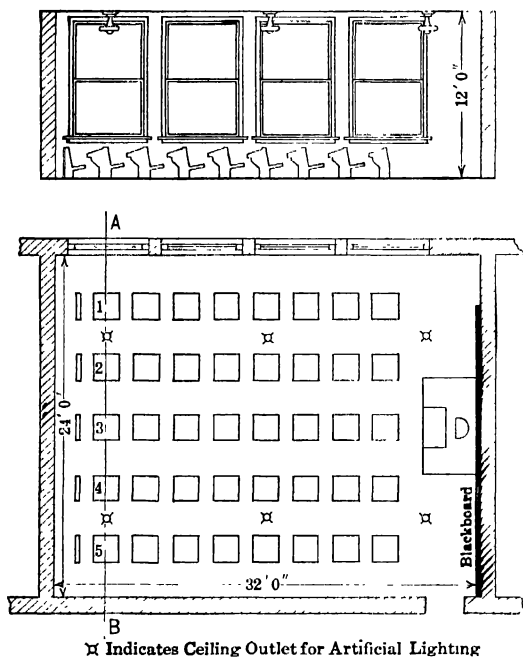 12'0"
A
1
2
3
4
5
24'0'
Blackboard
32'0"
B
¤ Indicates Ceiling Outlet for Artificial Lighting